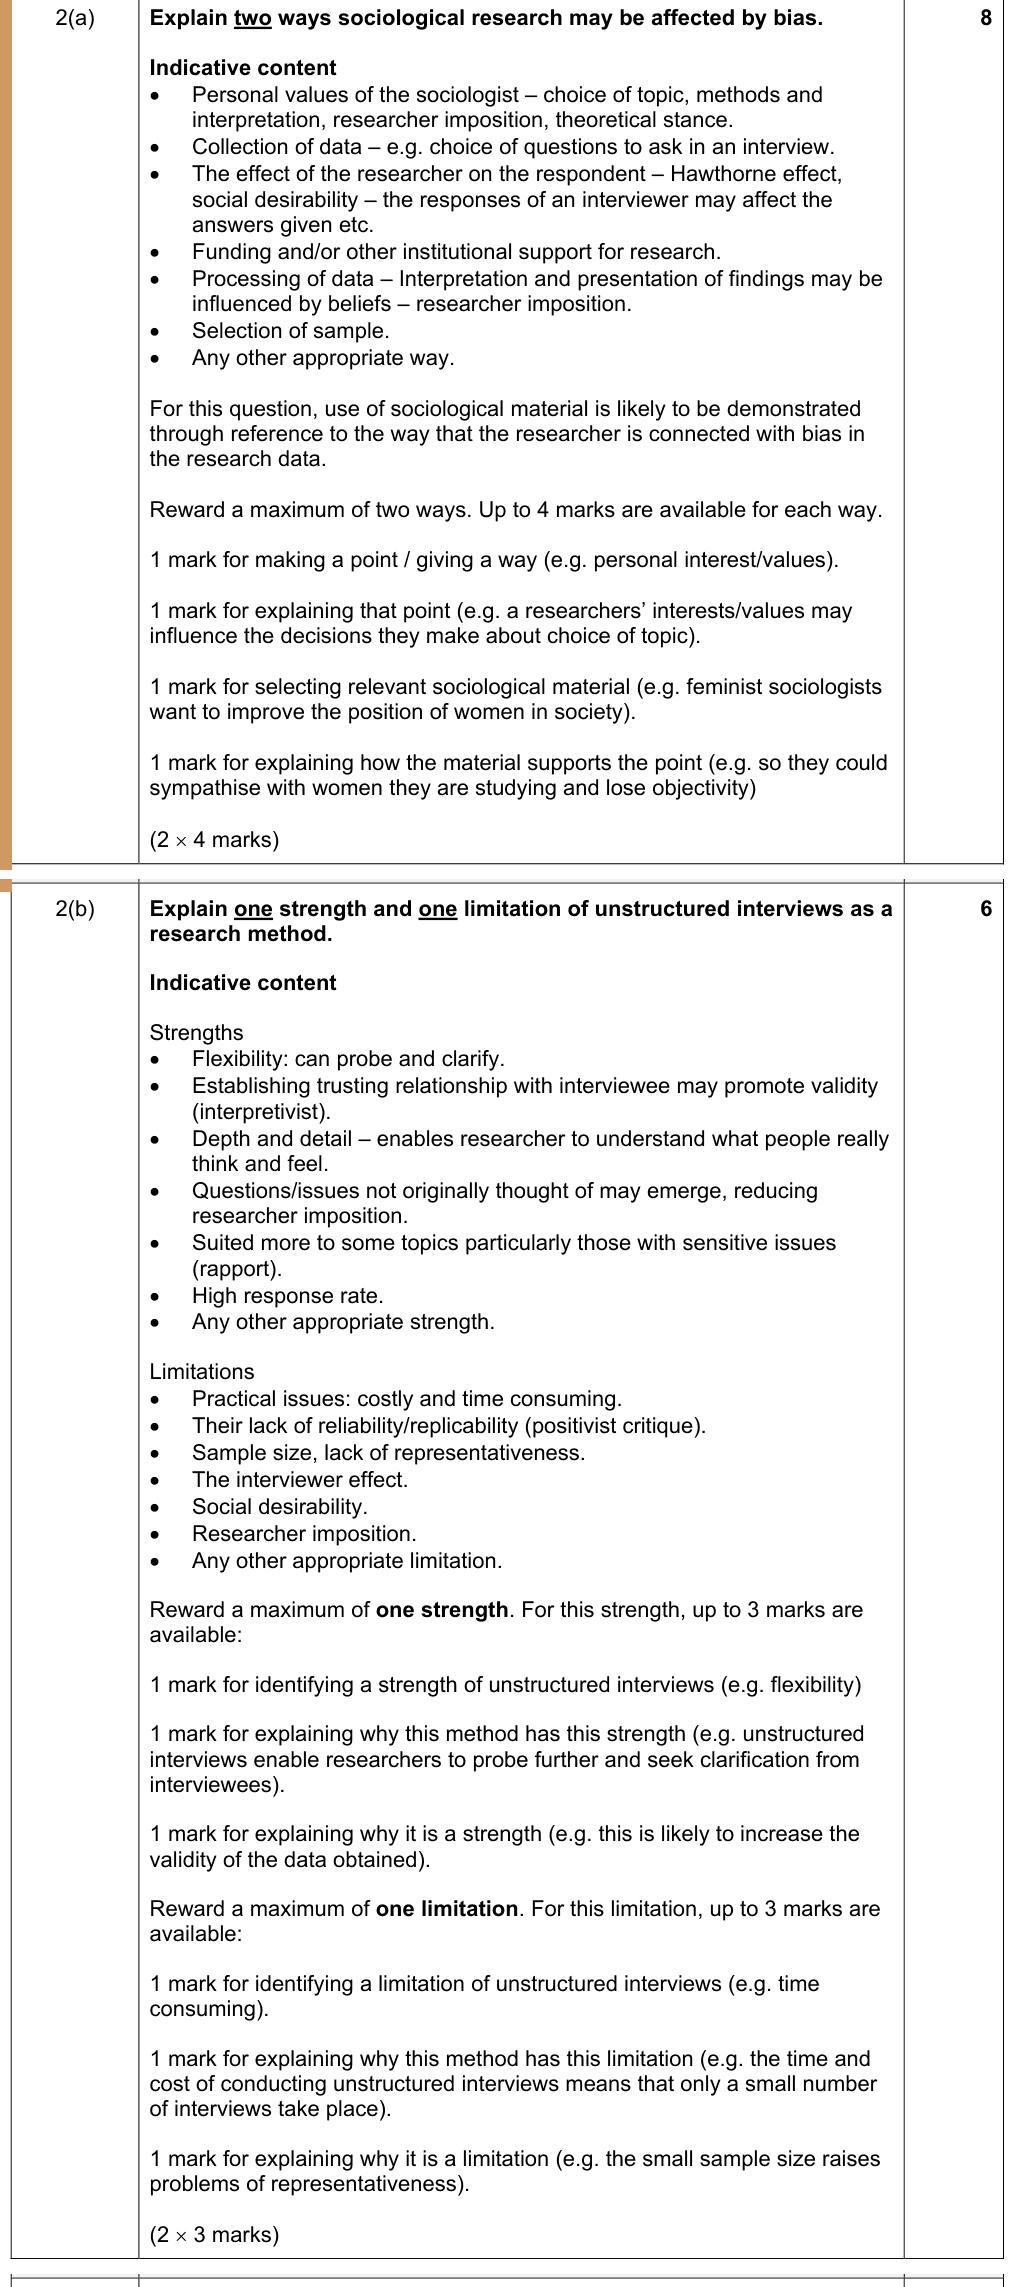 2(a) Explain two ways sociological research may be affected by bias. 8
Indicative content
• Personal values of the sociologist – choice of topic, methods and
interpretation, researcher imposition, theoretical stance.
• Collection of data – e.g. choice of questions to ask in an interview.
• The effect of the researcher on the respondent – Hawthorne effect,
social desirability – the responses of an interviewer may affect the
answers given etc.
• Funding and/or other institutional support for research.
• Processing of data – Interpretation and presentation of findings may be
influenced by beliefs – researcher imposition.
• Selection of sample.
• Any other appropriate way.
For this question, use of sociological material is likely to be demonstrated
through reference to the way that the researcher is connected with bias in
the research data.
Reward a maximum of two ways. Up to 4 marks are available for each way.
1 mark for making a point / giving a way (e.g. personal interest/values).
1 mark for explaining that point (e.g. a researchers’ interests/values may
influence the decisions they make about choice of topic).
1 mark for selecting relevant sociological material (e.g. feminist sociologists
want to improve the position of women in society).
1 mark for explaining how the material supports the point (e.g. so they could
sympathise with women they are studying and lose objectivity)
(2 × 4 marks)
2(b) Explain one strength and one limitation of unstructured interviews as a 6
research method.
Indicative content
Strengths
• Flexibility: can probe and clarify.
• Establishing trusting relationship with interviewee may promote validity
(interpretivist).
• Depth and detail – enables researcher to understand what people really
think and feel.
• Questions/issues not originally thought of may emerge, reducing
researcher imposition.
• Suited more to some topics particularly those with sensitive issues
(rapport).
• High response rate.
• Any other appropriate strength.
Limitations
• Practical issues: costly and time consuming.
• Their lack of reliability/replicability (positivist critique).
• Sample size, lack of representativeness.
• The interviewer effect.
• Social desirability.
• Researcher imposition.
• Any other appropriate limitation.
Reward a maximum of one strength. For this strength, up to 3 marks are
available:
1 mark for identifying a strength of unstructured interviews (e.g. flexibility)
1 mark for explaining why this method has this strength (e.g. unstructured
interviews enable researchers to probe further and seek clarification from
interviewees).
1 mark for explaining why it is a strength (e.g. this is likely to increase the
validity of the data obtained).
Reward a maximum of one limitation. For this limitation, up to 3 marks are
available:
1 mark for identifying a limitation of unstructured interviews (e.g. time
consuming).
1 mark for explaining why this method has this limitation (e.g. the time and
cost of conducting unstructured interviews means that only a small number
of interviews take place).
1 mark for explaining why it is a limitation (e.g. the small sample size raises
problems of representativeness).
(2 × 3 marks)